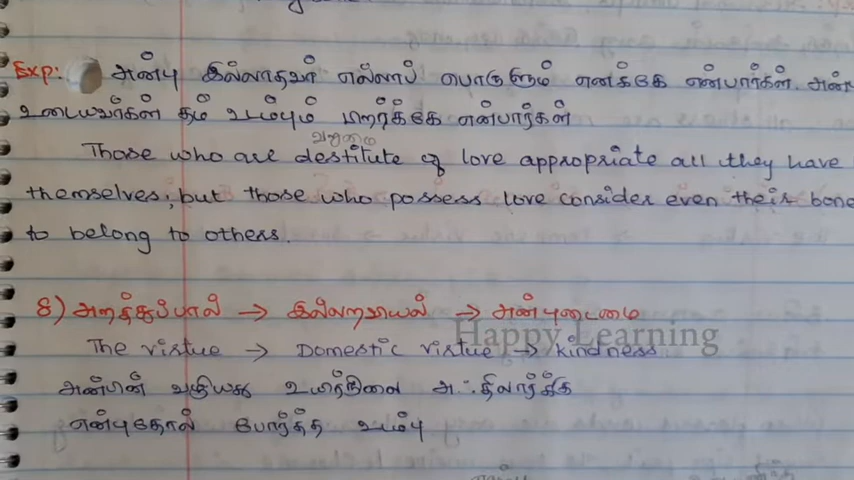 Exp: அன்பு இல்லாதவர் எல்லாப் பொருளும் எனக்கே என்பார்கள். அன்
உடையவர்கள் தம் உடம்பும் பிறர்க்கே என்பார்கள்
வறுமை
Those who are destitute of love appropriate all they have
themselves; but those who possess love consider even their bone
to belong to others.
8) அறத்துப்பால் → இல்லறவியல் → அன்புடைமை
The virtue → Domestic virtue → kindness
Happy Learning
அன்பின் வழியது உயிர்நிலை அஃதிலார்க்கு
என்புதோல் போர்த்த உடம்பு